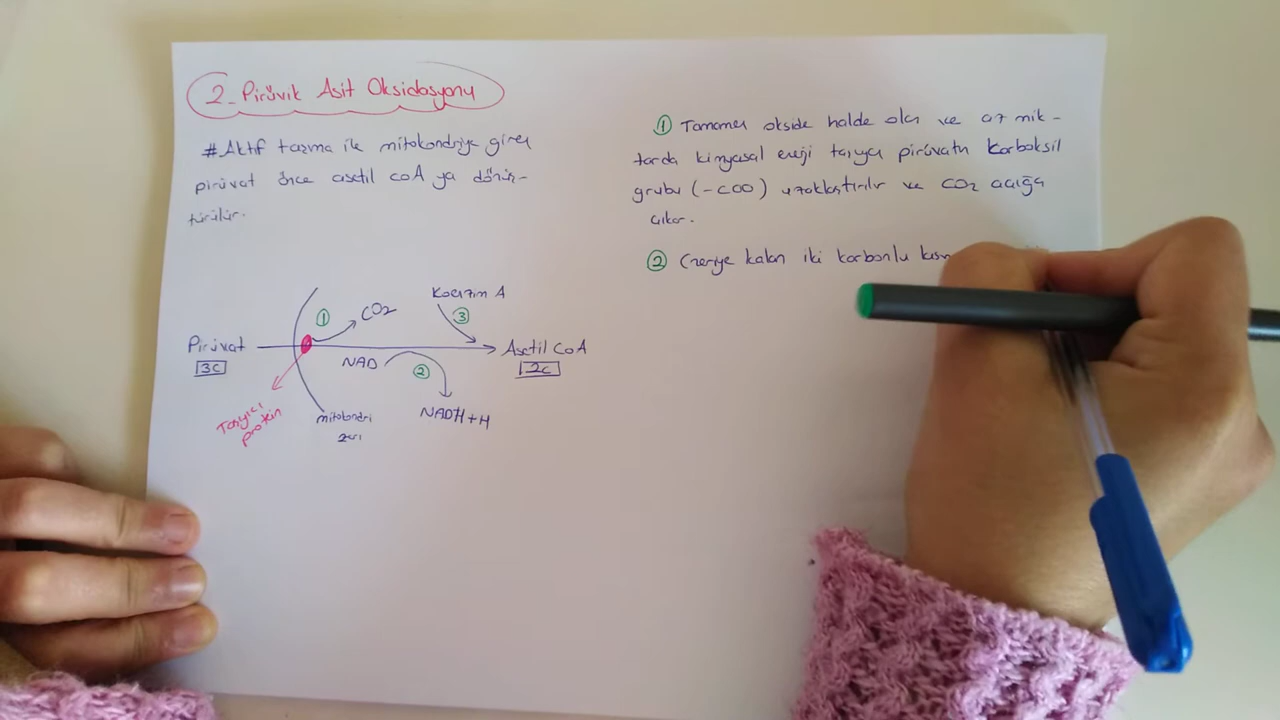 2- Pirüvik Asit Oksidasyonu
#Aktif taşıma ile mitokondriye giren
pirüvat önce asetil coA ya dönüş-
türülür.
① Tamamen okside halde olan ve az mik-
tarda kimyasal enerji taşıyan pirüvatın karboksil
grubu (-COO) uzaklaştırılır ve CO2 açığa
çıkar.
② Geriye kalan iki karbonlu
① CO2
Koenzim A
③
Pirüvat
Asetil CoA
3C
NAD
②
2C
Taşıyıcı
protein
mitokondri
zarı
NADH+H